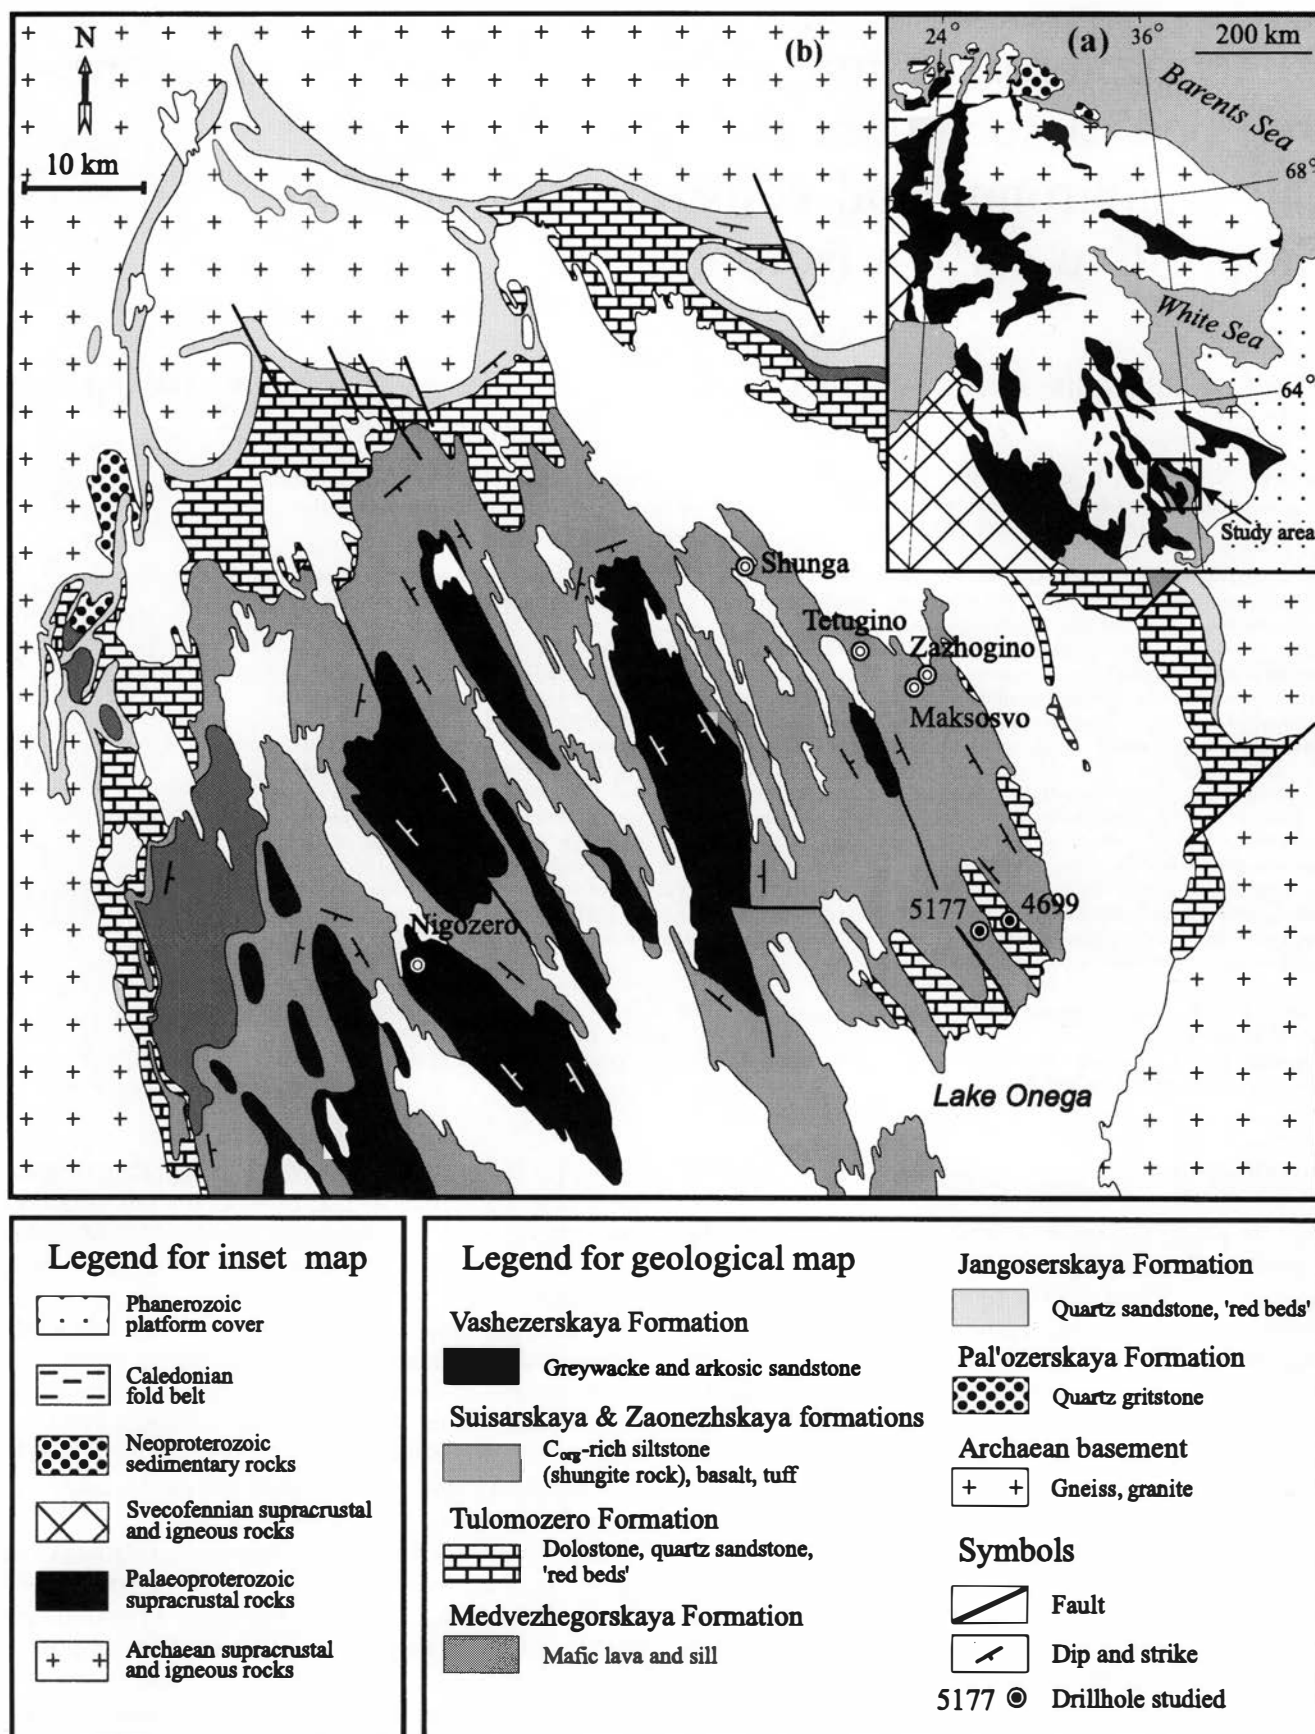 N
(b)
10 km
24°
36°
(a)
200 km
Barents Sea
68°
White Sea
64°
Study area
Shunga
Tetugino
Zazhogino
Maksosvo
5177
4699
Nigozero
Lake Onega
Legend for inset map
Phanerozoic
platform cover
Caledonian
fold belt
Neoproterozoic
sedimentary rocks
Svecofennian supracrustal
and igneous rocks
Palaeoproterozoic
supracrustal rocks
Archaean supracrustal
and igneous rocks
Legend for geological map
Vashezerskaya Formation
Greywacke and arkosic sandstone
Suisarskaya & Zaonezhskaya formations
Corg-rich siltstone
(shungite rock), basalt, tuff
Tulomozero Formation
Dolostone, quartz sandstone,
'red beds'
Medvezhegorskaya Formation
Mafic lava and sill
Jangoserskaya Formation
Quartz sandstone, 'red beds'
Pal'ozerskaya Formation
Quartz gritstone
Archaean basement
Gneiss, granite
Symbols
Fault
Dip and strike
5177 Drillhole studied